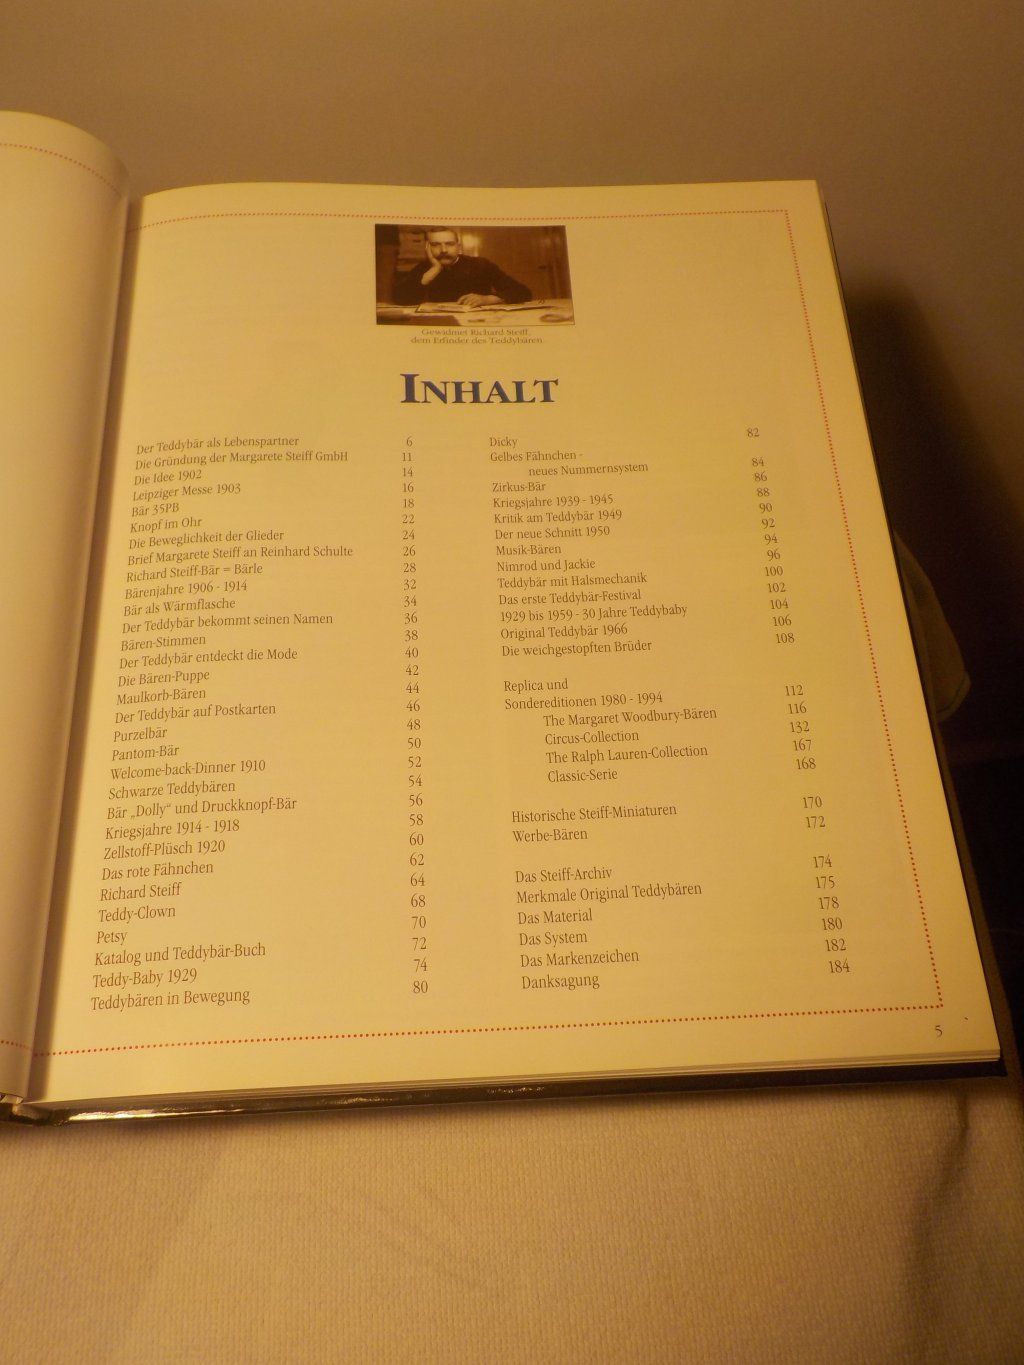 Gewidmet Richard Steiff,
dem Erfinder des Teddybären.
INHALT
Der Teddybär als Lebenspartner 6
Die Gründung der Margarete Steiff GmbH 11
Die Idee 1902 14
Leipziger Messe 1903 16
Bär 35PB 18
Knopf im Ohr 22
Die Beweglichkeit der Glieder 24
Brief Margarete Steiff an Reinhard Schulte 26
Richard Steiff-Bär = Bärle 28
Bärenjahre 1906 - 1914 32
Bär als Wärmflasche 34
Der Teddybär bekommt seinen Namen 36
Bären-Stimmen 38
Der Teddybär entdeckt die Mode 40
Die Bären-Puppe 42
Maulkorb-Bären 44
Der Teddybär auf Postkarten 46
Purzelbär 48
Pantom-Bär 50
Welcome-back-Dinner 1910 52
Schwarze Teddybären 54
Bär „Dolly" und Druckknopf-Bär 56
Kriegsjahre 1914 - 1918 58
Zellstoff-Plüsch 1920 60
Das rote Fähnchen 62
Richard Steiff 64
Teddy-Clown 68
Petsy 70
Katalog und Teddybär-Buch 72
Teddy-Baby 1929 74
Teddybären in Bewegung 80
Dicky 82
Gelbes Fähnchen -
neues Nummernsystem 84
Zirkus-Bär 86
Kriegsjahre 1939 - 1945 88
Kritik am Teddybär 1949 90
Der neue Schnitt 1950 92
Musik-Bären 94
Nimrod und Jackie 96
Teddybär mit Halsmechanik 100
Das erste Teddybär-Festival 102
1929 bis 1959 - 30 Jahre Teddybaby 104
Original Teddybär 1966 106
Die weichgestopften Brüder 108
Replica und
Sondereditionen 1980 - 1994 112
The Margaret Woodbury-Bären 116
Circus-Collection 132
The Ralph Lauren-Collection 167
Classic-Serie 168
Historische Steiff-Miniaturen 170
Werbe-Bären 172
Das Steiff-Archiv 174
Merkmale Original Teddybären 175
Das Material 178
Das System 180
Das Markenzeichen 182
Danksagung 184
5